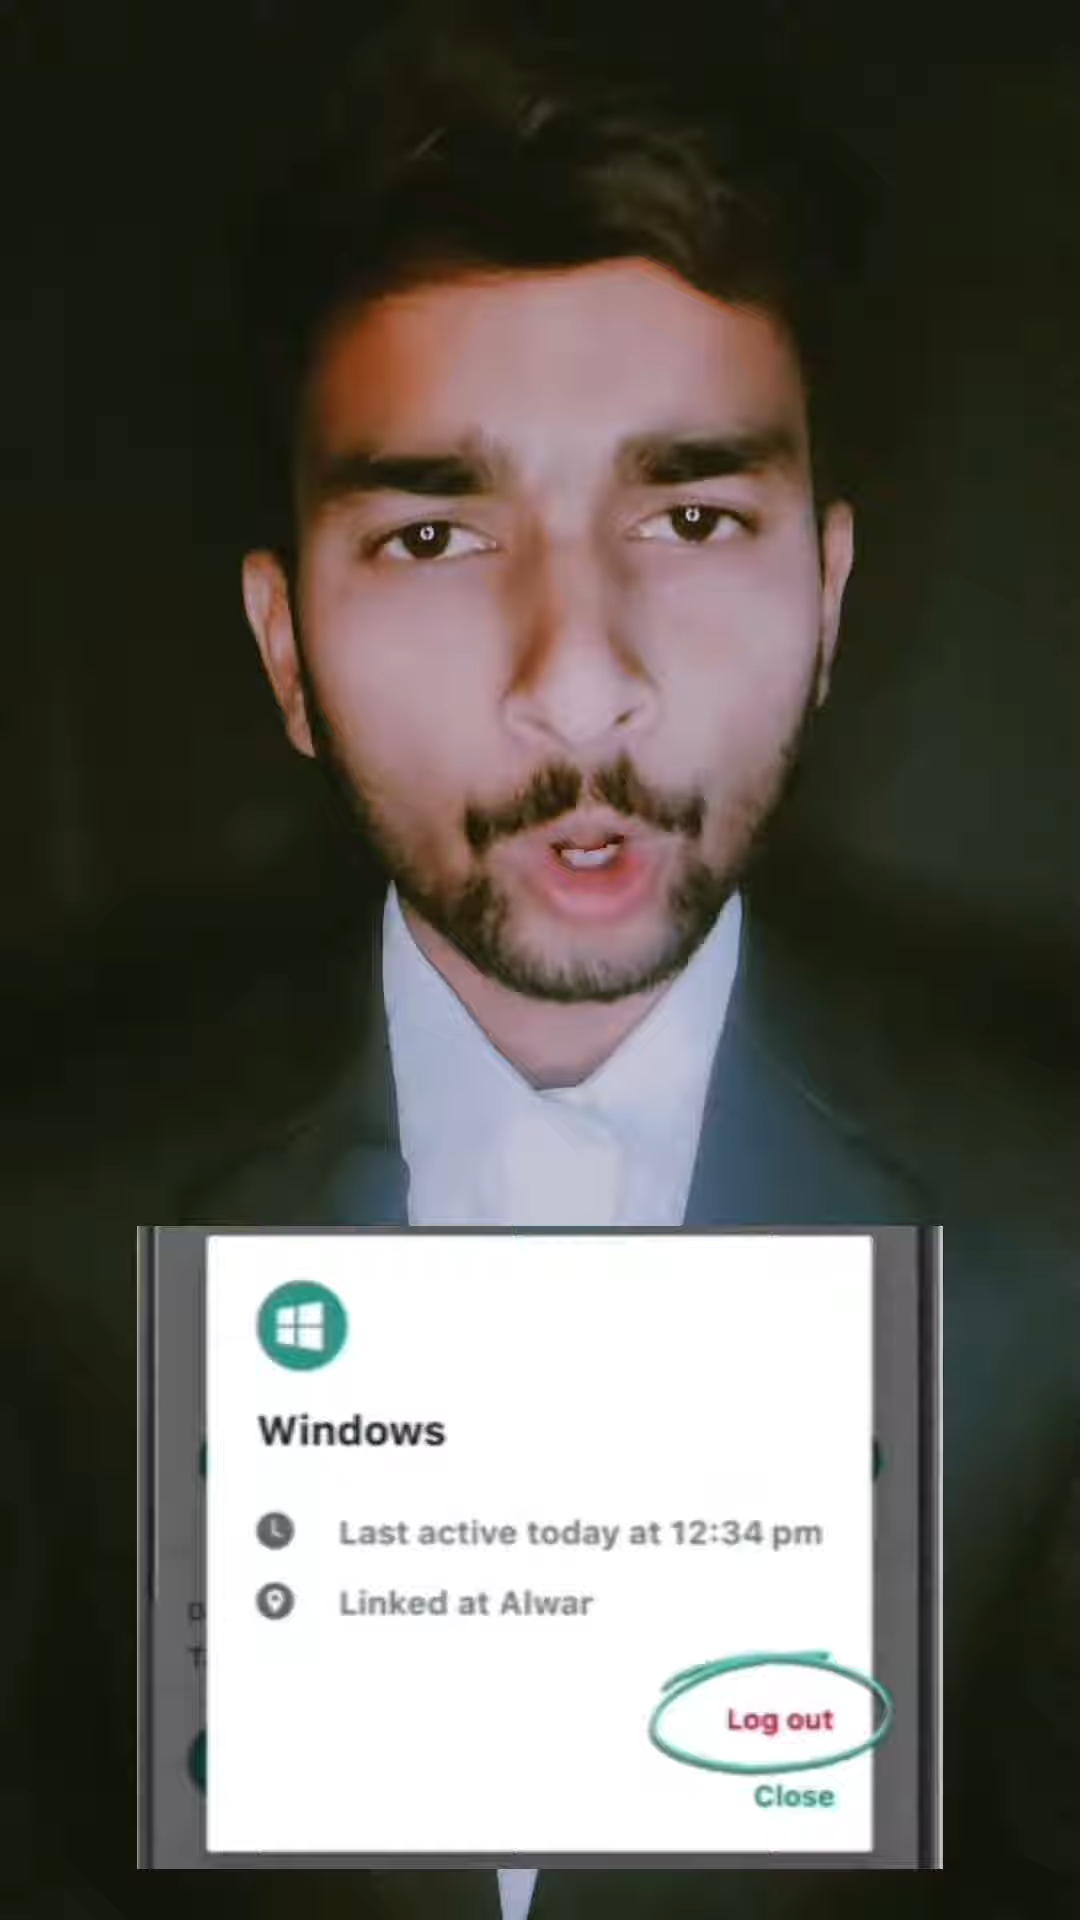 Windows
Last active today at 12:34 pm
Linked at Alwar
Log out
Close